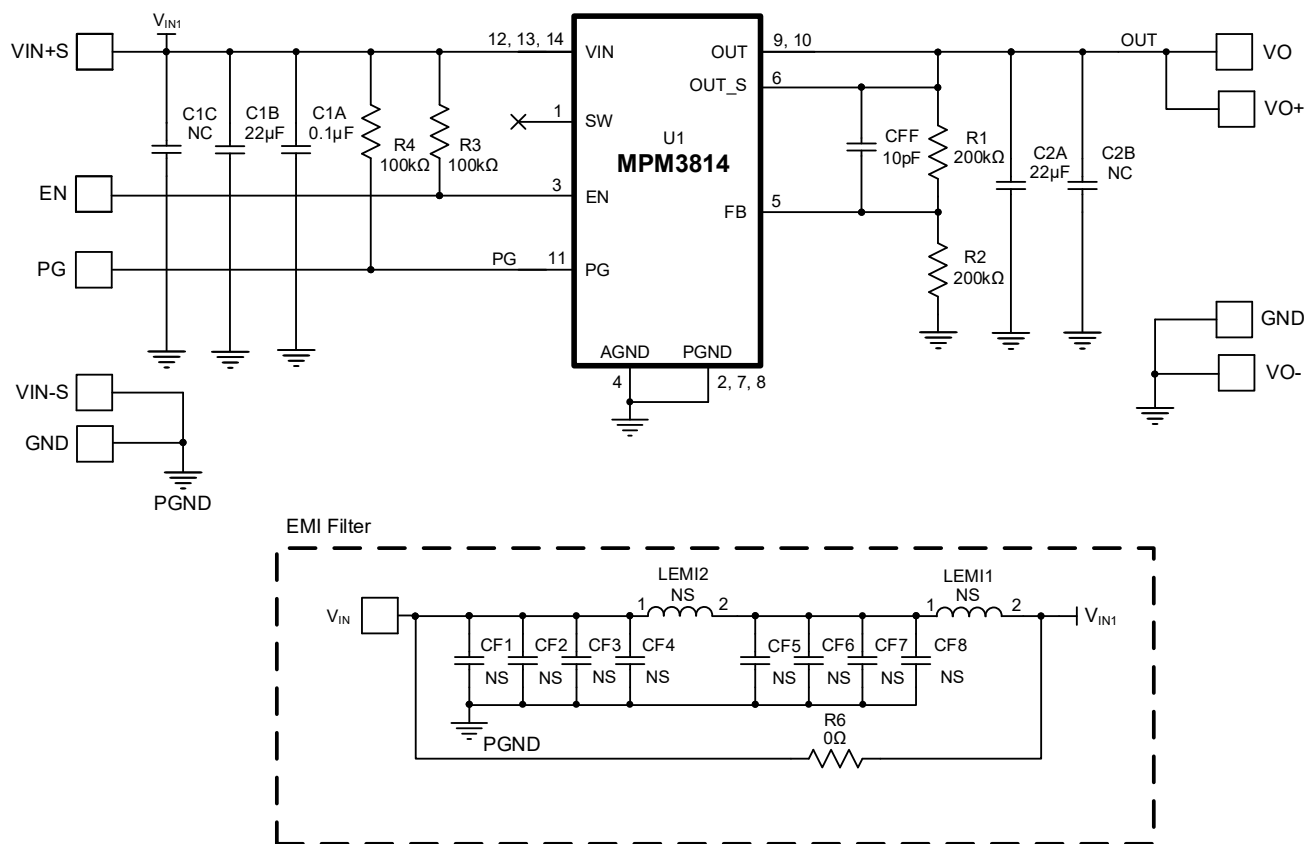 VIN+S
VIN1
C1C
NC
C1B
22µF
C1A
0.1µF
R4
100kΩ
R3
100kΩ
EN
PG
PG
12, 13, 14
1
3
11
VIN
SW
EN
PG
U1
MPM3814
OUT
OUT_S
FB
AGND
PGND
4
2, 7, 8
9, 10
6
5
CFF
10pF
R1
200kΩ
R2
200kΩ
C2A
22µF
C2B
NC
OUT
VO
VO+
GND
VO-
VIN-S
GND
PGND
EMI Filter
VIN
LEMI2
NS
1
2
LEMI1
NS
1
2
VIN1
CF1
NS
CF2
NS
CF3
NS
CF4
NS
CF5
NS
CF6
NS
CF7
NS
CF8
NS
PGND
R6
0Ω